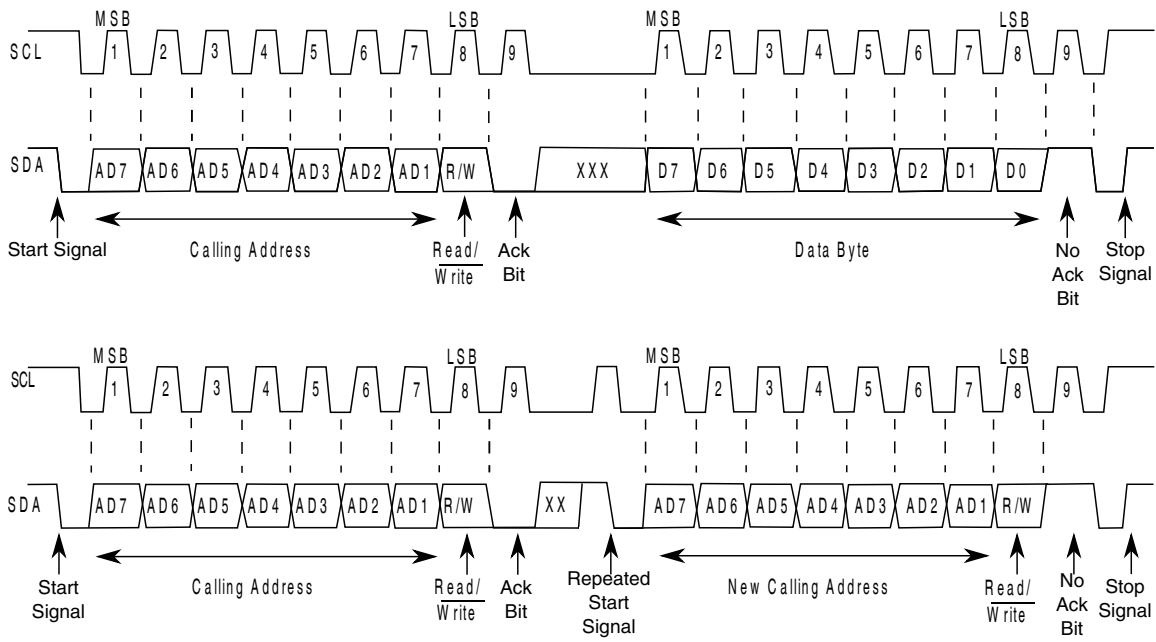 MSB LSB MSB LSB
SCL 1 2 3 4 5 6 7 8 9 1 2 3 4 5 6 7 8 9
SDA AD7 AD6 AD5 AD4 AD3 AD2 AD1 R/W XXX D7 D6 D5 D4 D3 D2 D1 D0
Start Signal Calling Address Read/ Ack Data Byte No Stop
Write Bit Ack Signal
Bit
MSB LSB MSB LSB
SCL 1 2 3 4 5 6 7 8 9 1 2 3 4 5 6 7 8 9
SDA AD7 AD6 AD5 AD4 AD3 AD2 AD1 R/W XX AD7 AD6 AD5 AD4 AD3 AD2 AD1 R/W
Start Calling Address Read/ Ack Repeated New Calling Address Read/ No Stop
Signal Write Bit Start Write Ack Signal
Signal Bit